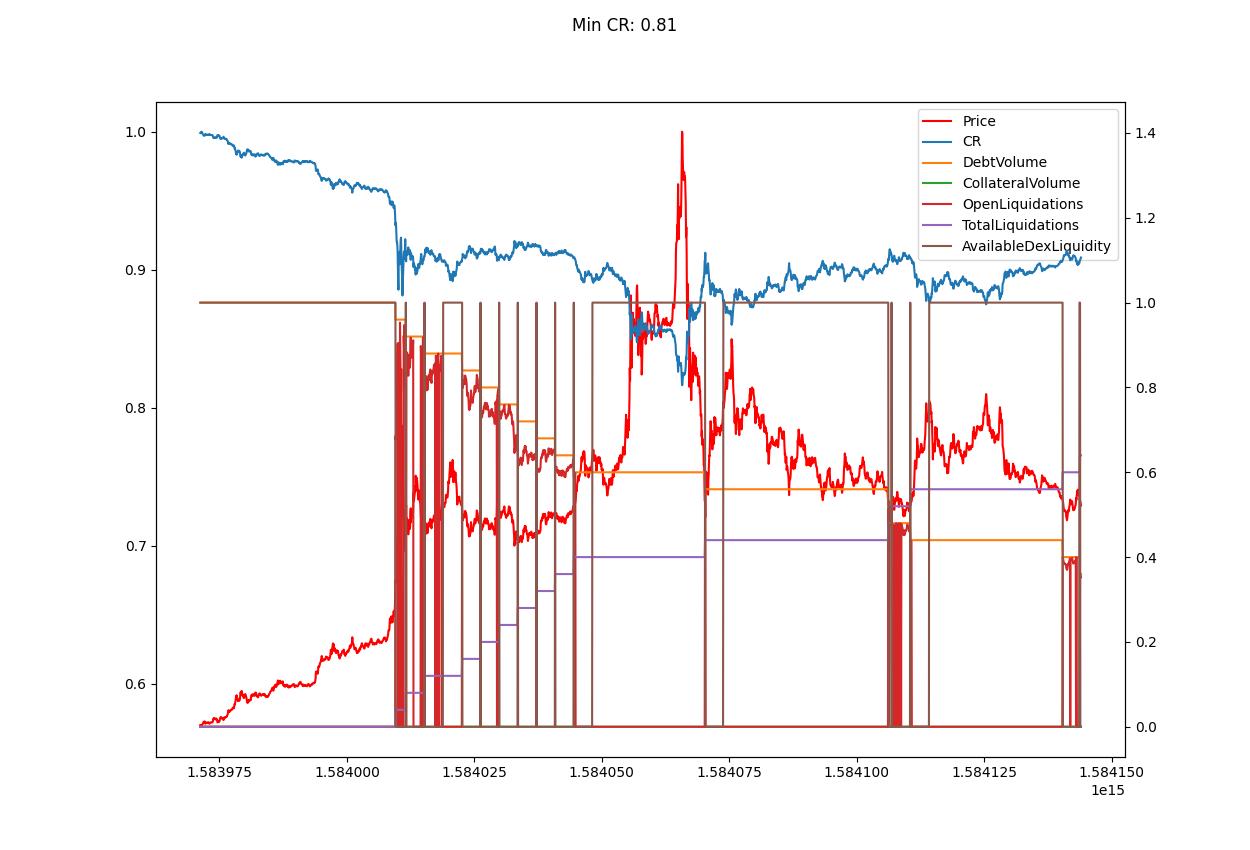 Min CR: 0.81
1.0
0.9
0.8
0.7
0.6
1.4
1.2
1.0
0.8
0.6
0.4
0.2
0.0
Price
CR
DebtVolume
CollateralVolume
OpenLiquidations
TotalLiquidations
AvailableDexLiquidity
1.583975 1.584000 1.584025 1.584050 1.584075 1.584100 1.584125 1.584150
1e15